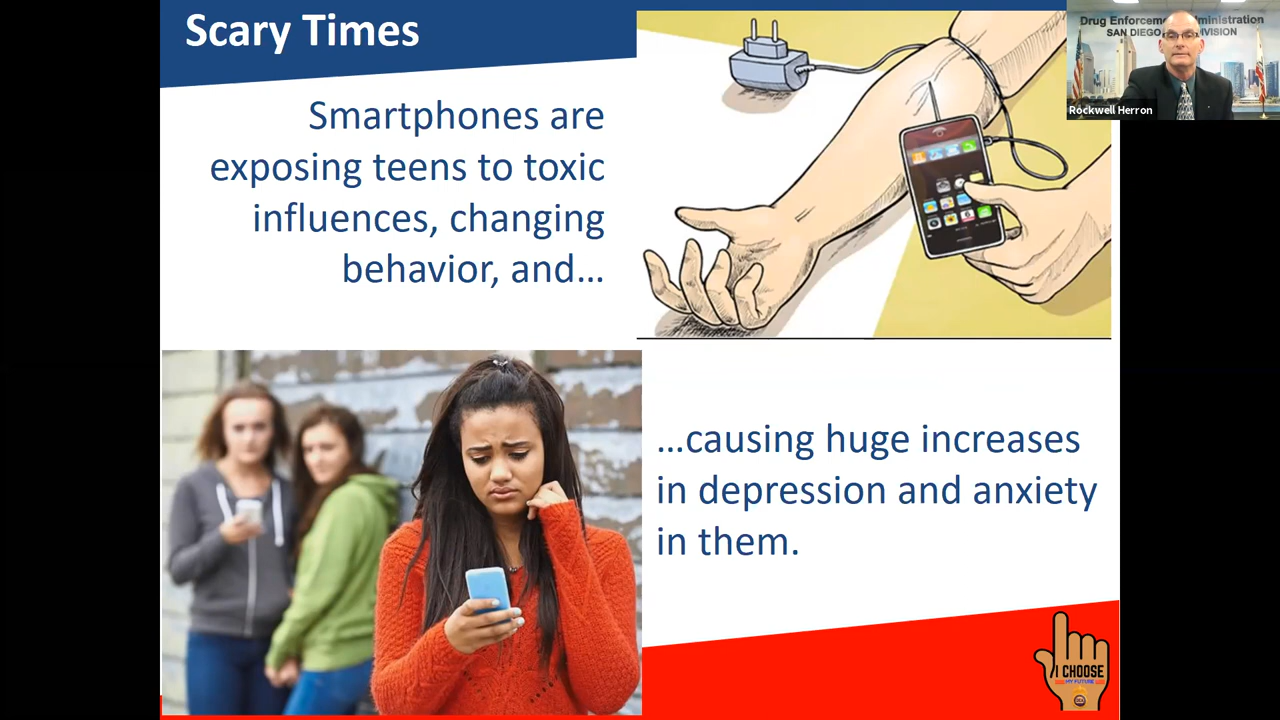 Scary Times
Smartphones are
exposing teens to toxic
influences, changing
behavior, and…
Drug Enforcement Administration
SAN DIEGO DIVISION
Rockwell Herron
…causing huge increases
in depression and anxiety
in them.
I CHOOSE
MY FUTURE